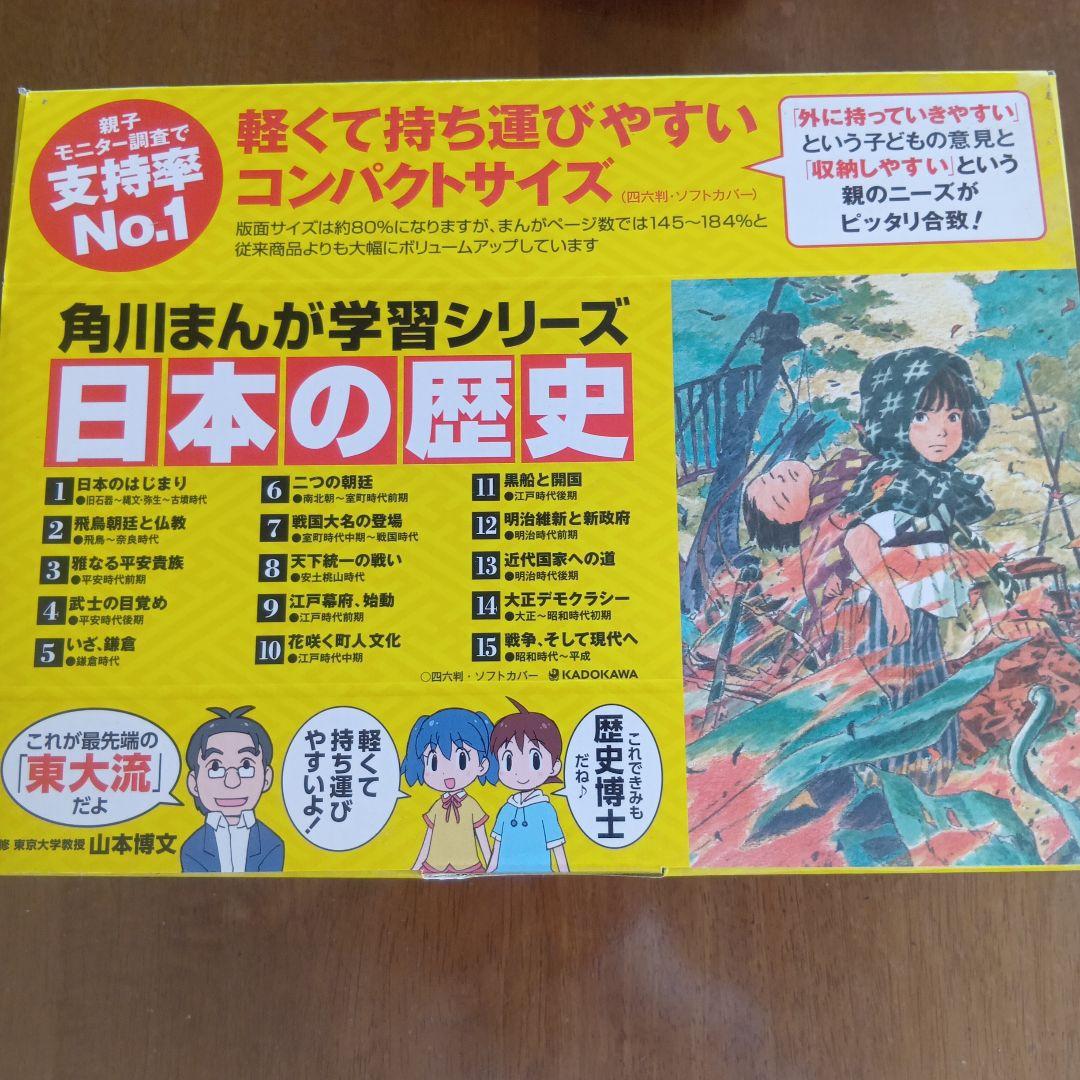 親子
モニター調査で
支持率
No.1
軽くて持ち運びやすい
コンパクトサイズ(四六判・ソフトカバー)
版面サイズは約80%になりますが、まんがページ数では145〜184%と
従来商品よりも大幅にボリュームアップしています
「外に持っていきやすい」
という子どもの意見と
「収納しやすい」という
親のニーズが
ピッタリ合致!
角川まんが学習シリーズ
日本の歴史
1 日本のはじまり
●旧石器〜縄文・弥生〜古墳時代
2 飛鳥朝廷と仏教
●飛鳥〜奈良時代
3 雅なる平安貴族
●平安時代前期
4 武士の目覚め
●平安時代後期
5 いざ、鎌倉
●鎌倉時代
6 二つの朝廷
●南北朝〜室町時代前期
7 戦国大名の登場
●室町時代中期〜戦国時代
8 天下統一の戦い
●安土桃山時代
9 江戸幕府、始動
●江戸時代前期
10 花咲く町人文化
●江戸時代中期
11 黒船と開国
●江戸時代後期
12 明治維新と新政府
●明治時代前期
13 近代国家への道
●明治時代後期
14 大正デモクラシー
●大正〜昭和時代初期
15 戦争、そして現代へ
●昭和時代〜平成
○四六判・ソフトカバー KADOKAWA
これが最先端の
「東大流」
だよ
修 東京大学教授 山本博文
軽くて
持ち運び
やすいよ!
これできみも
歴史博士
だね♪